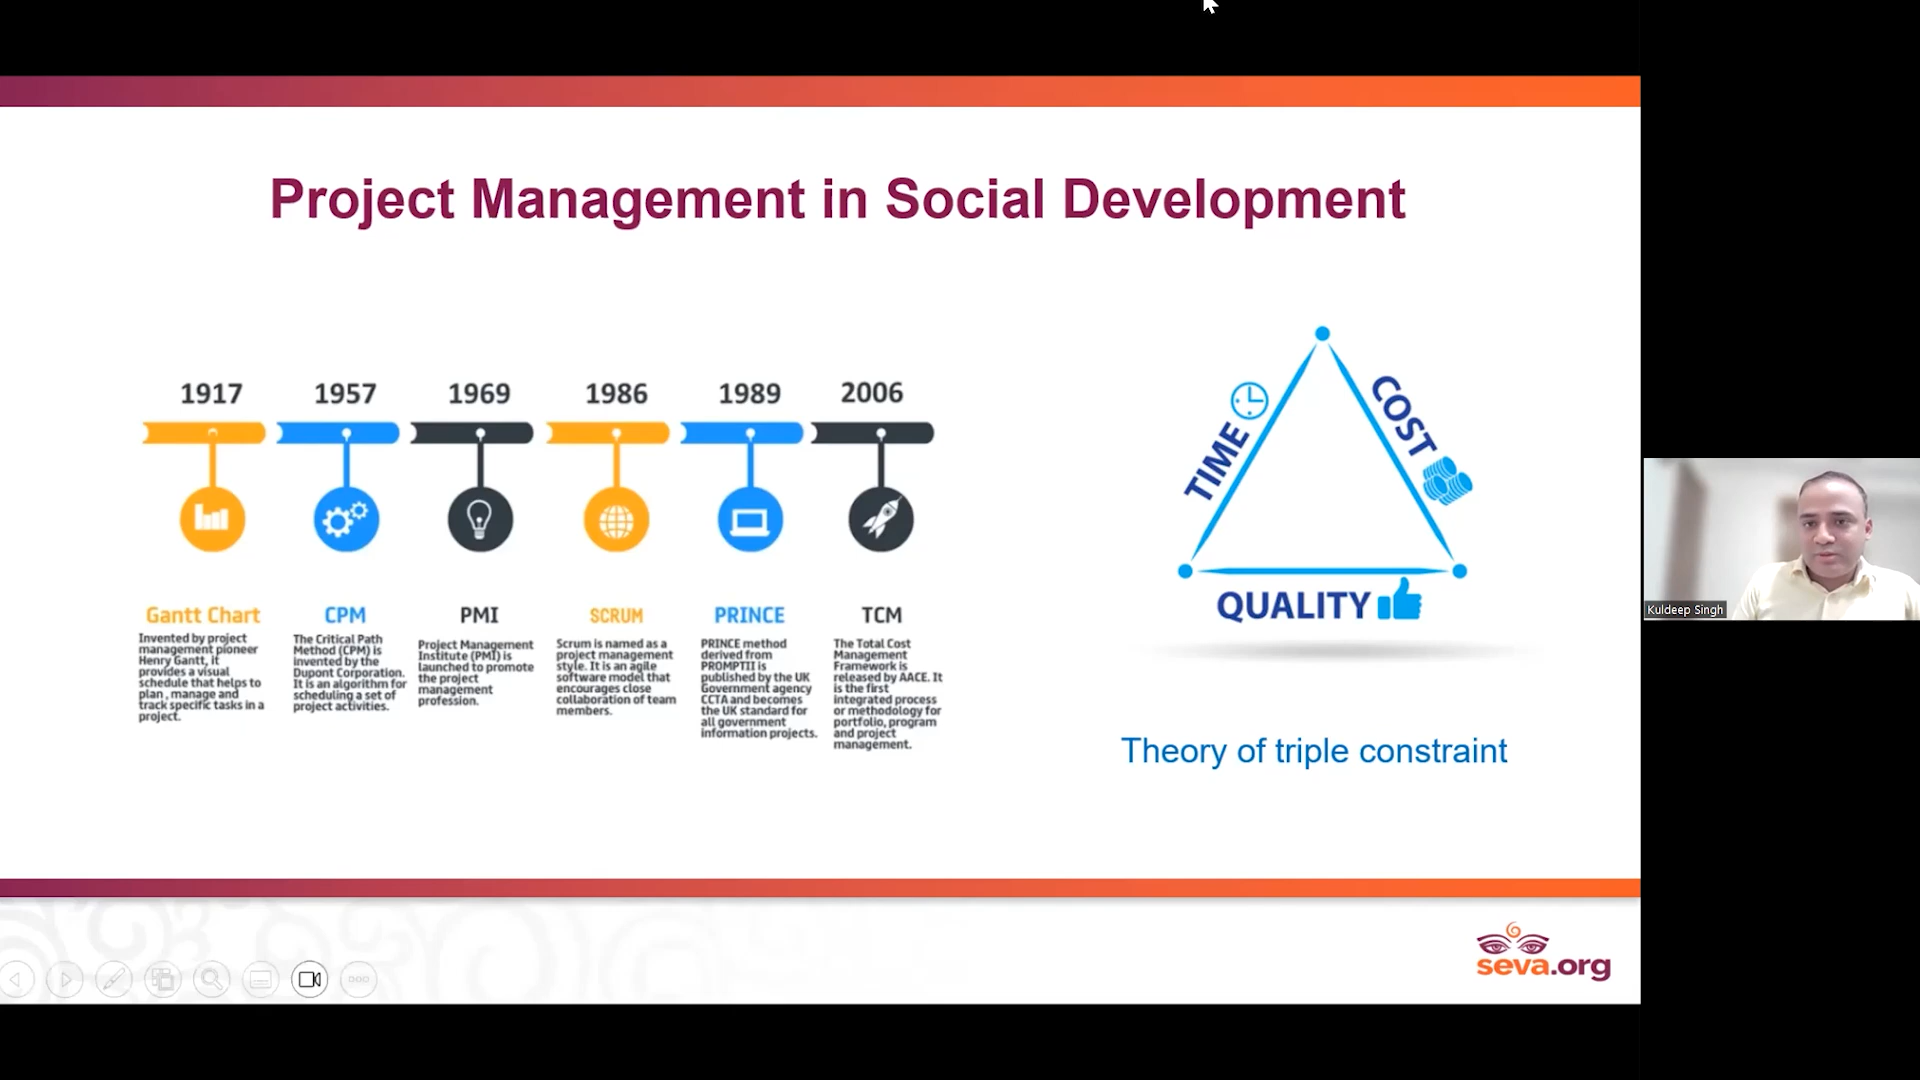 Project Management in Social Development
1917
1957
1969
1986
1989
2006
Gantt Chart
Invented by project
management pioneer
Henry Gantt, it
provides a visual
schedule that helps to
plan , manage and
track specific tasks in a
project.
CPM
The Critical Path
Method (CPM) is
invented by the
Dupont Corporation.
It is an algorithm for
scheduling a set of
project activities.
PMI
Project Management
Institute (PMI) is
launched to promote
the project
management
profession.
SCRUM
Scrum is named as a
project management
style. It is an agile
software model that
encourages close
collaboration of team
members.
PRINCE
PRINCE method
derived from
PROMPTII is
published by the UK
Government agency
CCTA and becomes
the UK standard for
all government
information projects.
TCM
The Total Cost
Management
Framework is
released by AACE. It
is the first
integrated process
or methodology for
portfolio, program
and project
management.
TIME
COST
QUALITY
Theory of triple constraint
Kuldeep Singh
seva.org